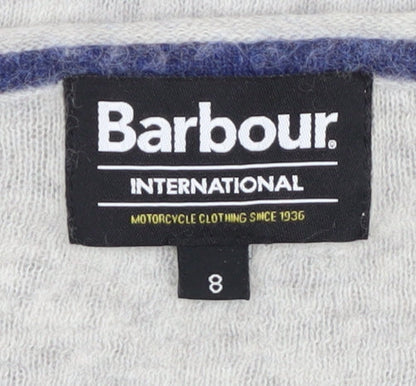 Barbour.
INTERNATIONAL
MOTORCYCLE CLOTHING SINCE 1936
8